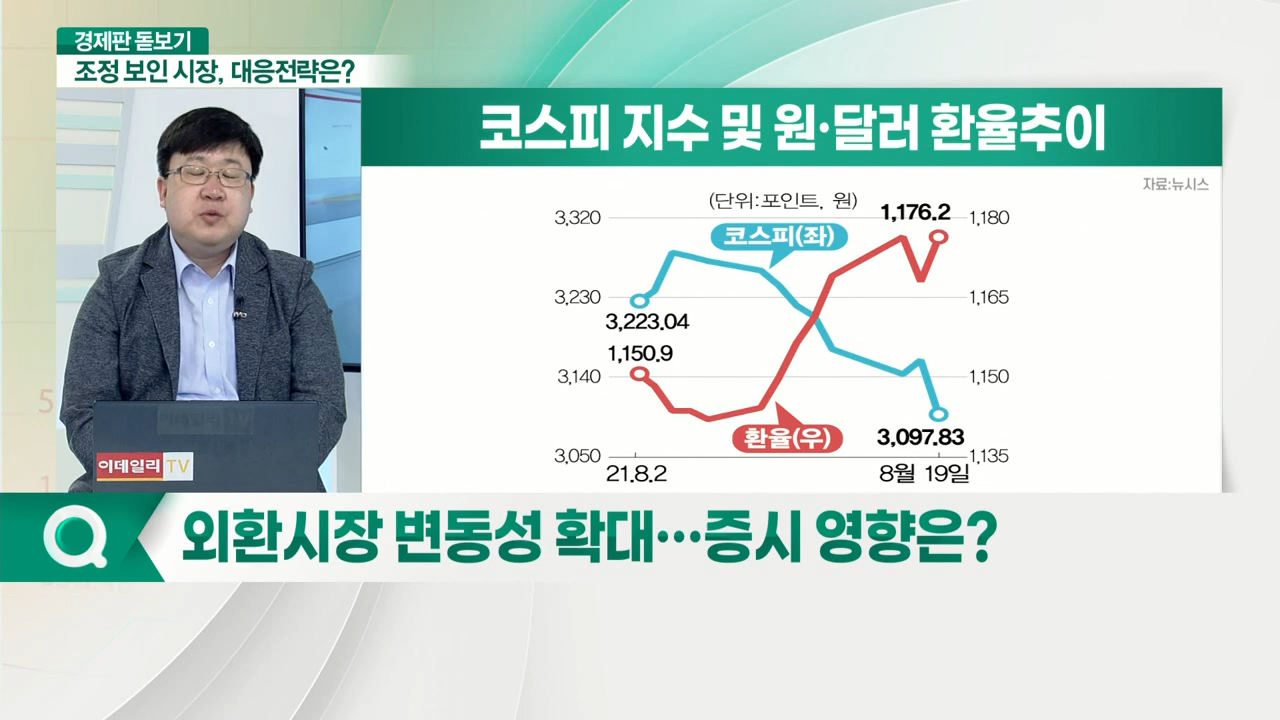 경제판 돋보기
조정 보인 시장, 대응전략은?
코스피 지수 및 원·달러 환율추이
자료:뉴시스
(단위:포인트, 원)
3,320
1,176.2
1,180
코스피(좌)
3,230
1,165
3,223.04
1,150.9
3,140
1,150
환율(우)
3,097.83
3,050
1,135
21.8.2
8월 19일
이데일리 TV
외환시장 변동성 확대…증시 영향은?